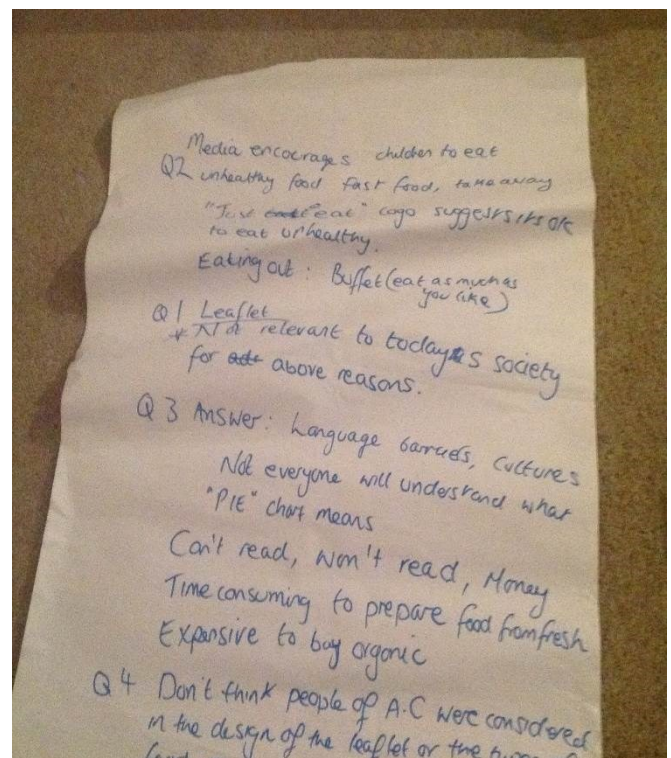 Media encourages children to eat
Q2 unhealthy food fast food, takeaway
"Just eat" logo suggests its ok
to eat unhealthy.
Eating out : Buffet (eat as much as
you like)
Q1 Leaflet
* Not relevant to todays society
for above reasons.
Q3 Answer: Language barriers, cultures
Not everyone will understand what
"PIE" chart means
Can't read, won't read, Money
Time consuming to prepare food from fresh
Expensive to buy organic
Q4 Don't think people of A.C were considered
in the design of the leaflet or the